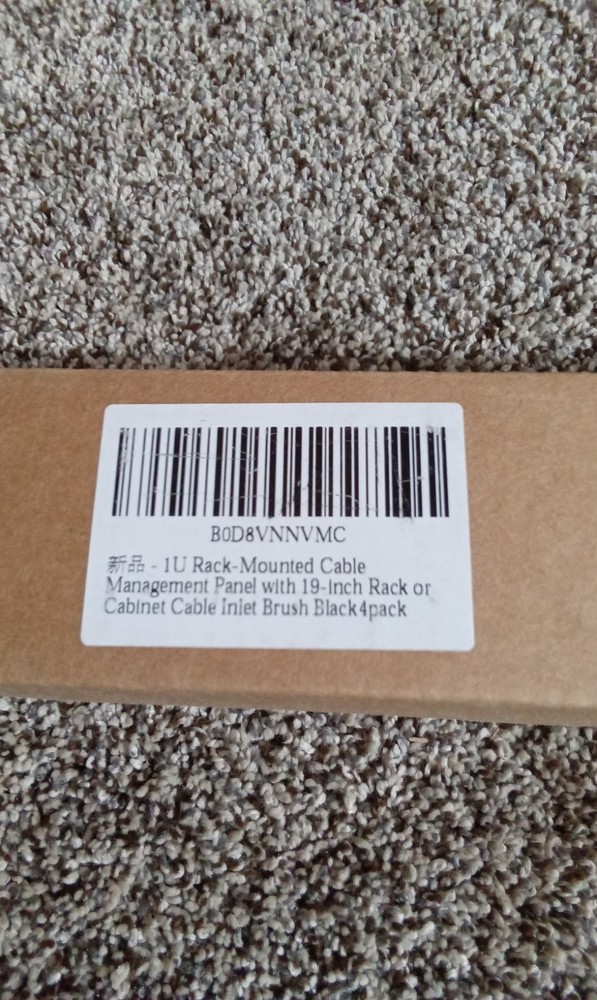 B0D8VNNVMC
新品 - 1U Rack-Mounted Cable
Management Panel with 19-inch Rack or
Cabinet Cable Inlet Brush Black4pack